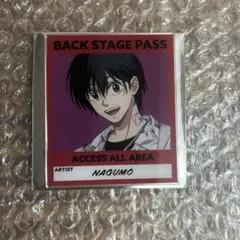 BACK STAGE PASS
ACCESS ALL AREA
ARTIST
NAGUMO